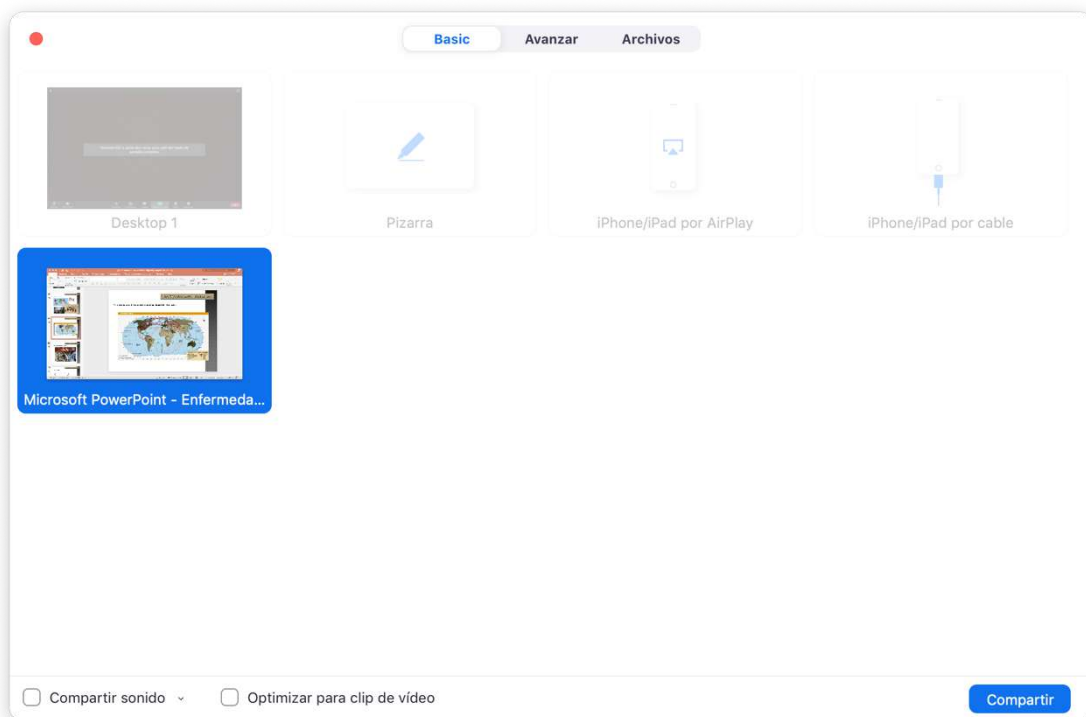 Basic
Avanzar
Archivos
Desktop 1
Pizarra
iPhone/iPad por AirPlay
iPhone/iPad por cable
Microsoft PowerPoint - Enfermeda...
Compartir sonido
Optimizar para clip de vídeo
Compartir